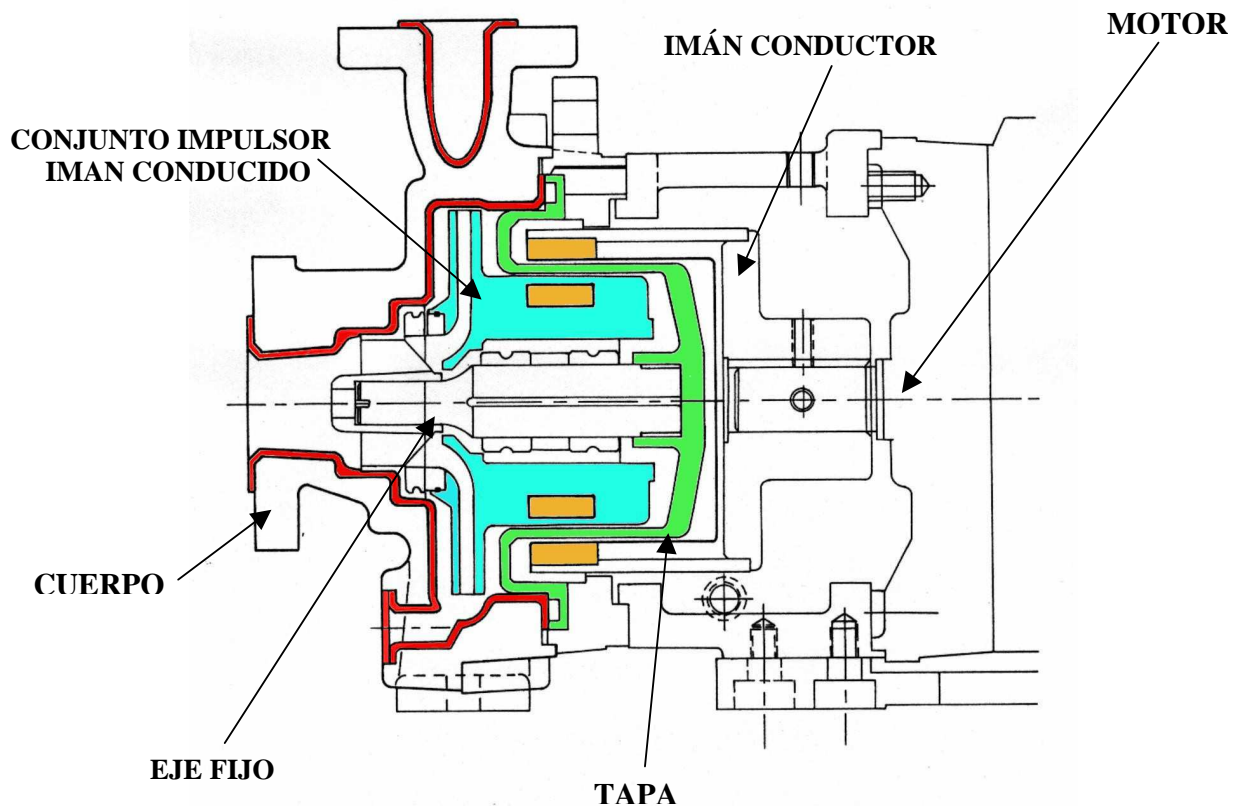 MOTOR
IMÁN CONDUCTOR
CONJUNTO IMPULSOR
IMAN CONDUCIDO
CUERPO
EJE FIJO
TAPA